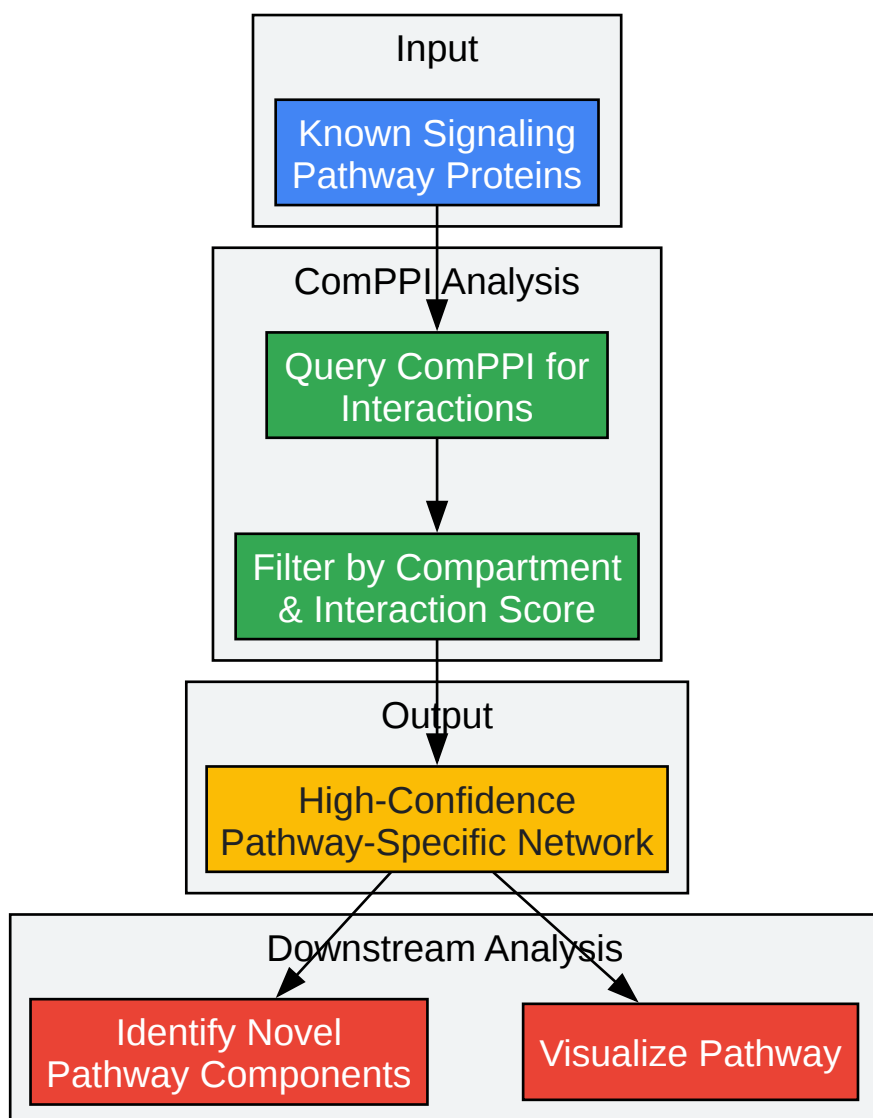 Input
Known Signaling
Pathway Proteins
ComPPI Analysis
Query ComPPI for
Interactions
Filter by Compartment
& Interaction Score
Output
High-Confidence
Pathway-Specific Network
Downstream Analysis
Identify Novel
Pathway Components
Visualize Pathway